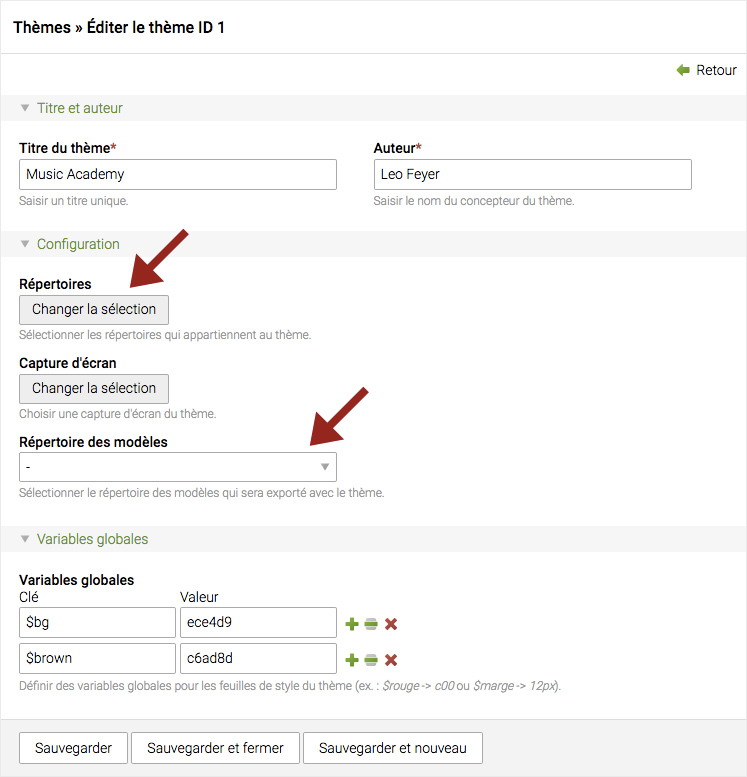 Thèmes » Éditer le thème ID 1
Retour
Titre et auteur
Titre du thème* Auteur*
Music Academy Leo Feyer
Saisir un titre unique. Saisir le nom du concepteur du thème.
Configuration
Répertoires
Changer la sélection
Sélectionner les répertoires qui appartiennent au thème.
Capture d'écran
Changer la sélection
Choisir une capture d'écran du thème.
Répertoire des modèles
-
Sélectionner le répertoire des modèles qui sera exporté avec le thème.
Variables globales
Variables globales
Clé Valeur
$bg ece4d9
$brown c6ad8d
Définir des variables globales pour les feuilles de style du thème (ex. : $rouge -> c00 ou $marge -> 12px).
Sauvegarder Sauvegarder et fermer Sauvegarder et nouveau